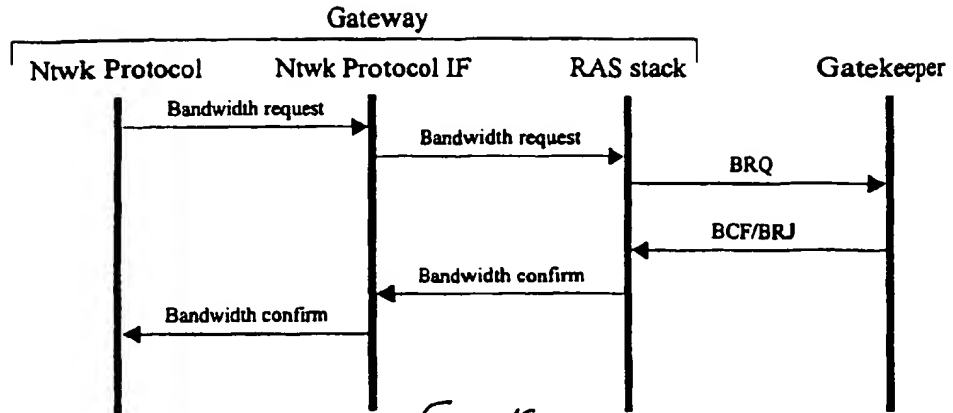 Gateway
Ntwk Protocol Ntwk Protocol IF RAS stack Gatekeeper
Bandwidth request
Bandwidth request
BRQ
BCF/BRJ
Bandwidth confirm
Bandwidth confirm